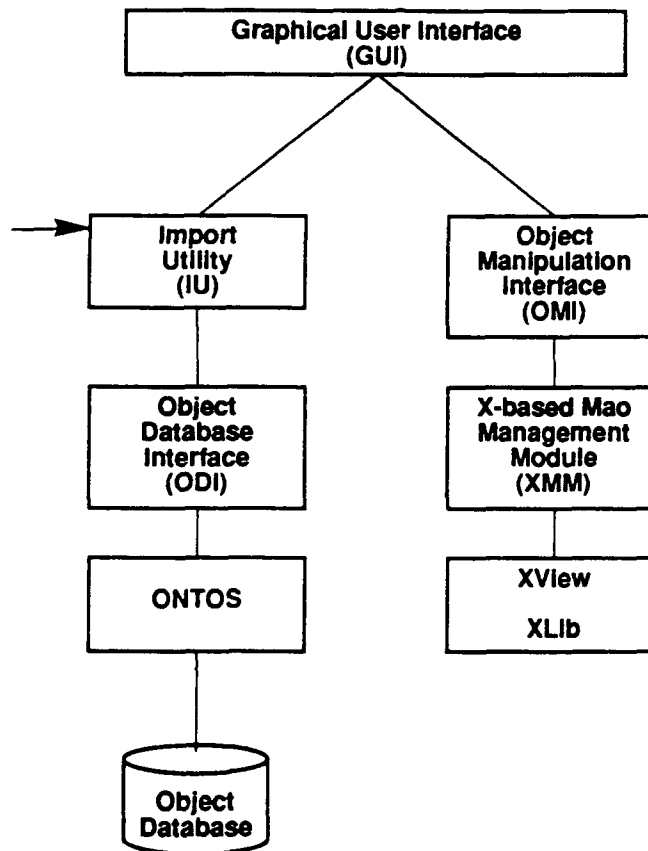 Graphical User Interface
(GUI)
Import
Utility
(IU)
Object
Manipulation
Interface
(OMI)
Object
Database
Interface
(ODI)
X-based Mao
Management
Module
(XMM)
ONTOS
XView
XLib
Object
Database